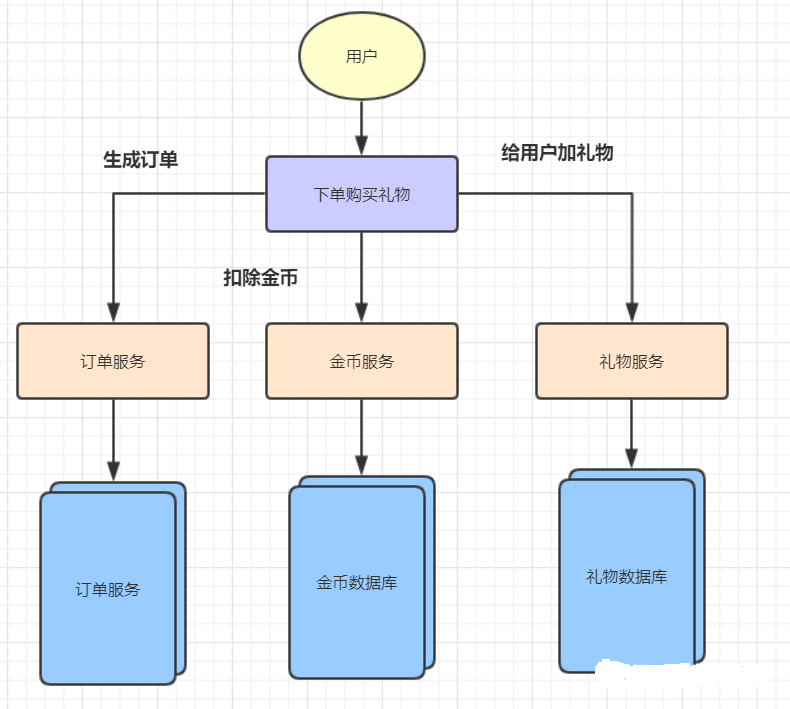 用户
生成订单
给用户加礼物
下单购买礼物
扣除金币
订单服务
金币服务
礼物服务
订单服务
金币数据库
礼物数据库